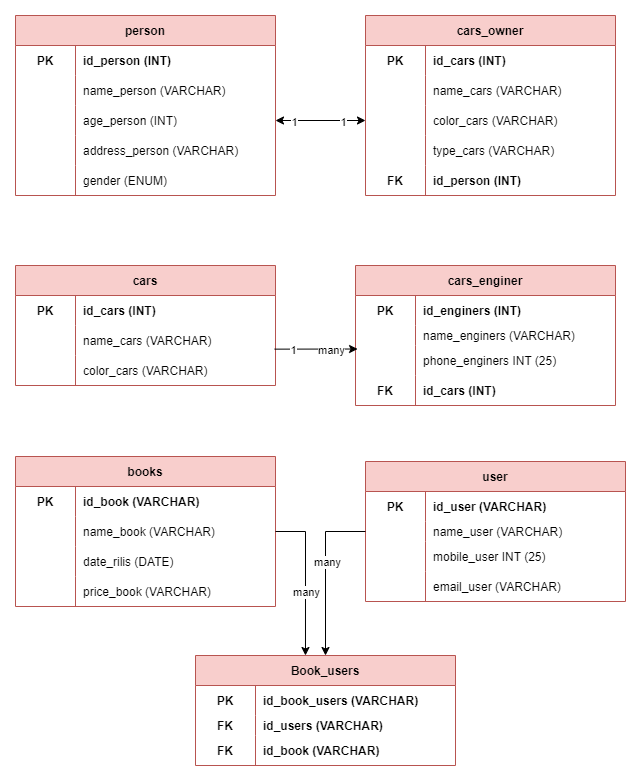 person
PK id_person (INT)
name_person (VARCHAR)
age_person (INT)
address_person (VARCHAR)
gender (ENUM)
1 1
cars_owner
PK id_cars (INT)
name_cars (VARCHAR)
color_cars (VARCHAR)
type_cars (VARCHAR)
FK id_person (INT)
cars
PK id_cars (INT)
name_cars (VARCHAR)
color_cars (VARCHAR)
1 many
cars_enginer
PK id_enginers (INT)
name_enginers (VARCHAR)
phone_enginers INT (25)
FK id_cars (INT)
books
PK id_book (VARCHAR)
name_book (VARCHAR)
date_rilis (DATE)
price_book (VARCHAR)
many
many
user
PK id_user (VARCHAR)
name_user (VARCHAR)
mobile_user INT (25)
email_user (VARCHAR)
Book_users
PK id_book_users (VARCHAR)
FK id_users (VARCHAR)
FK id_book (VARCHAR)